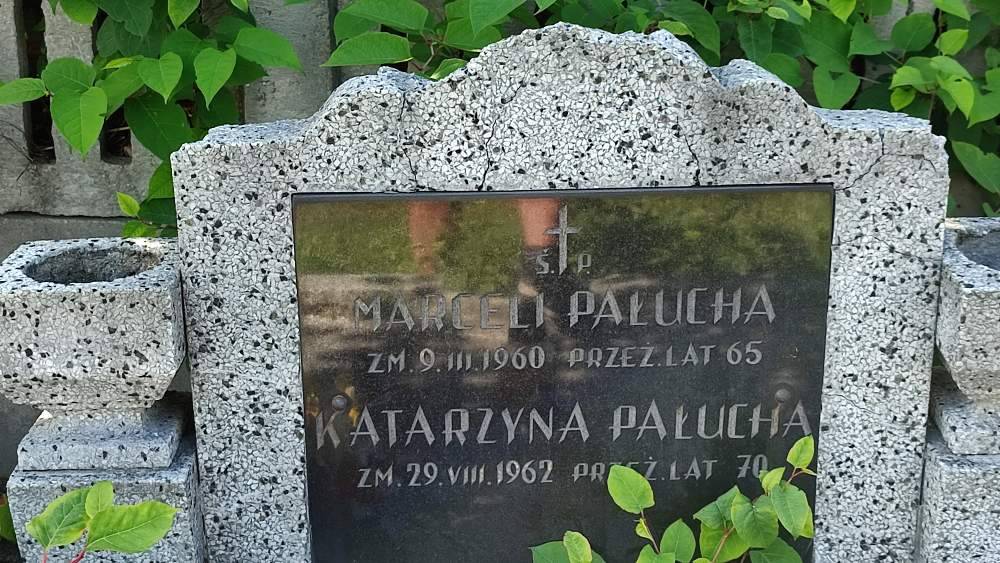 Ś. P.
MARCELI PAŁUCHA
ZM. 9. III. 1960 PRZEŻ. LAT 65
KATARZYNA PAŁUCHA
ZM. 29. VIII. 1962 PRZEŻ. LAT 70